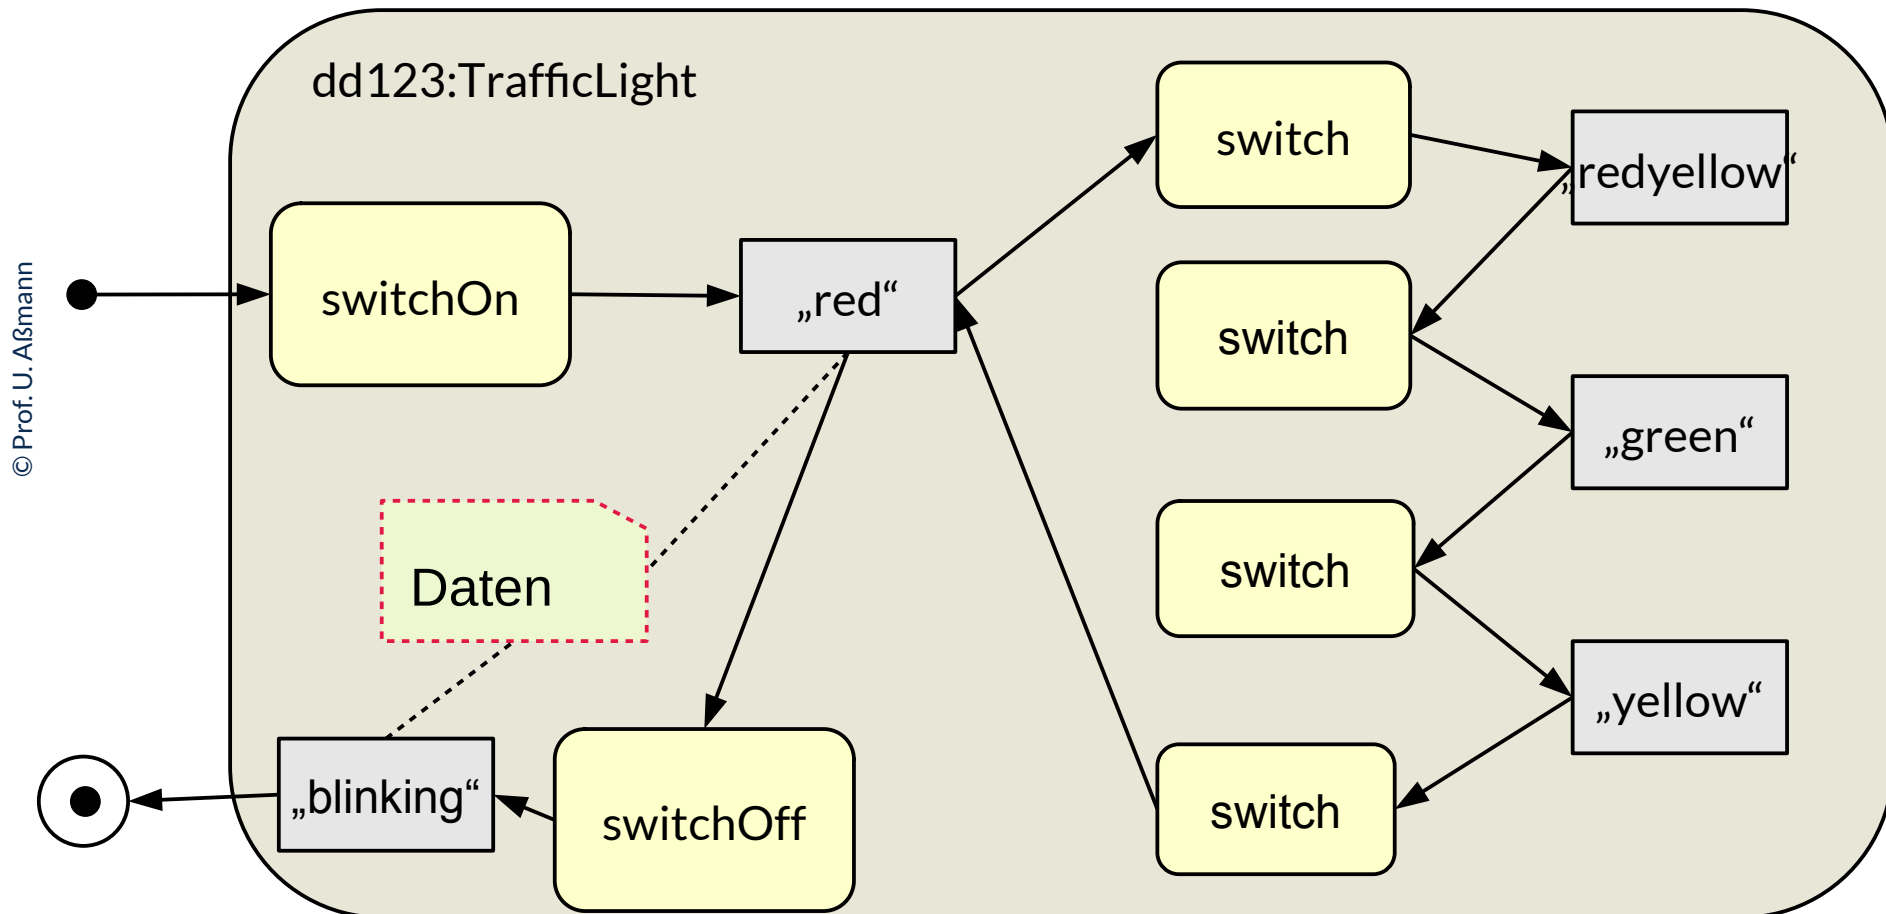 dd123:TrafficLight
switch
„redyellow“
switchOn
„red“
switch
„green“
Daten
switch
„yellow“
„blinking“
switchOff
switch
© Prof. U. Aßmann